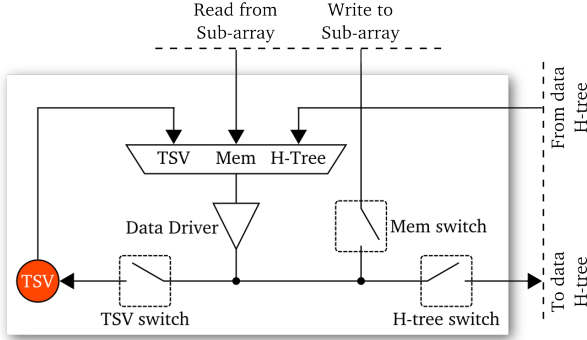 Read from
Sub-array
Write to
Sub-array
From data
H-tree
TSV Mem H-Tree
Data Driver
Mem switch
TSV
TSV switch
H-tree switch
To data
H-tree